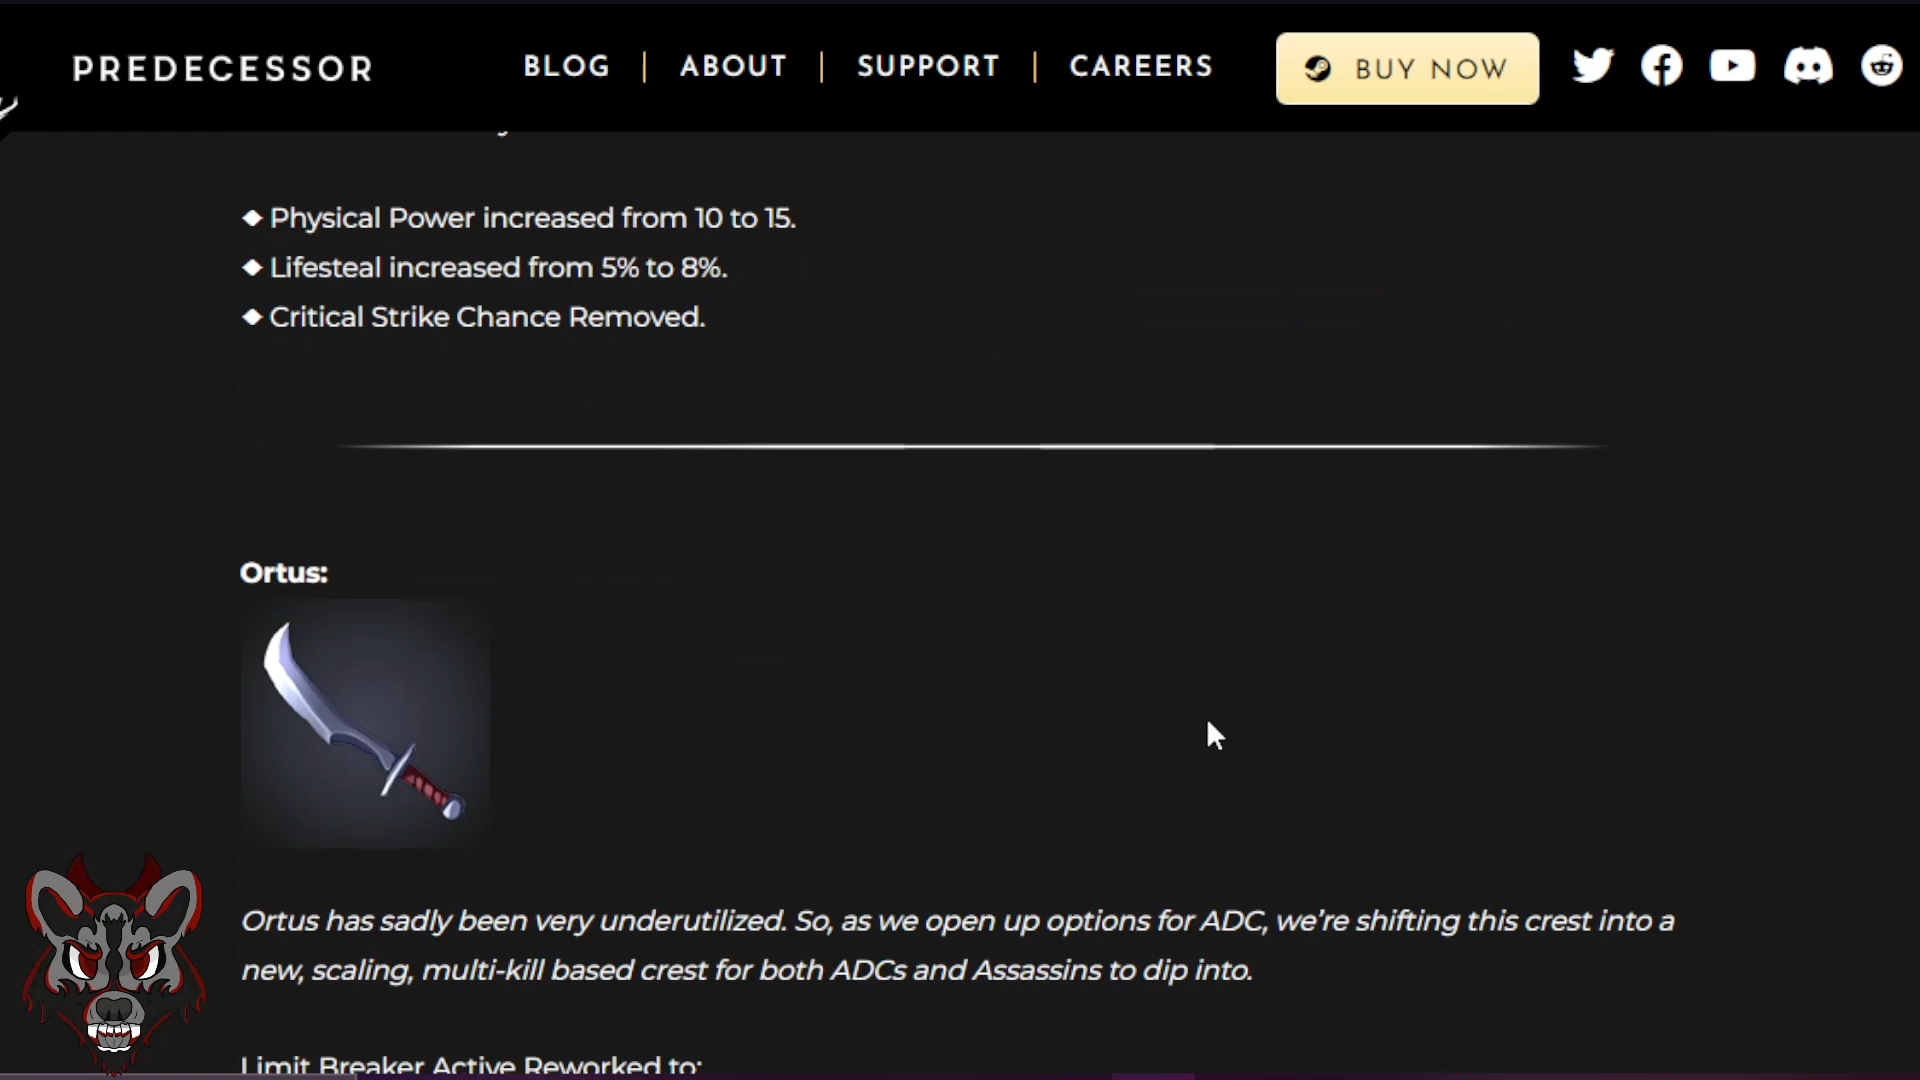 PREDECESSOR
BLOG | ABOUT | SUPPORT | CAREERS
BUY NOW
◆ Physical Power increased from 10 to 15.
◆ Lifesteal increased from 5% to 8%.
◆ Critical Strike Chance Removed.
Ortus:
Ortus has sadly been very underutilized. So, as we open up options for ADC, we’re shifting this crest into a
new, scaling, multi-kill based crest for both ADCs and Assassins to dip into.
Limit Breaker Active Reworked to: